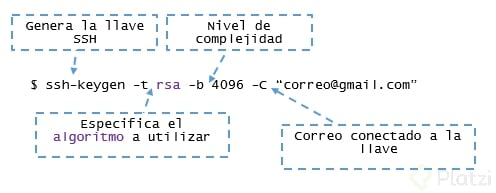 Genera la llave
SSH
Nivel de
complejidad
$ ssh-keygen -t rsa -b 4096 -C “correo@gmail.com”
Especifica el
algoritmo a utilizar
Correo conectado a la
llave
Platzi